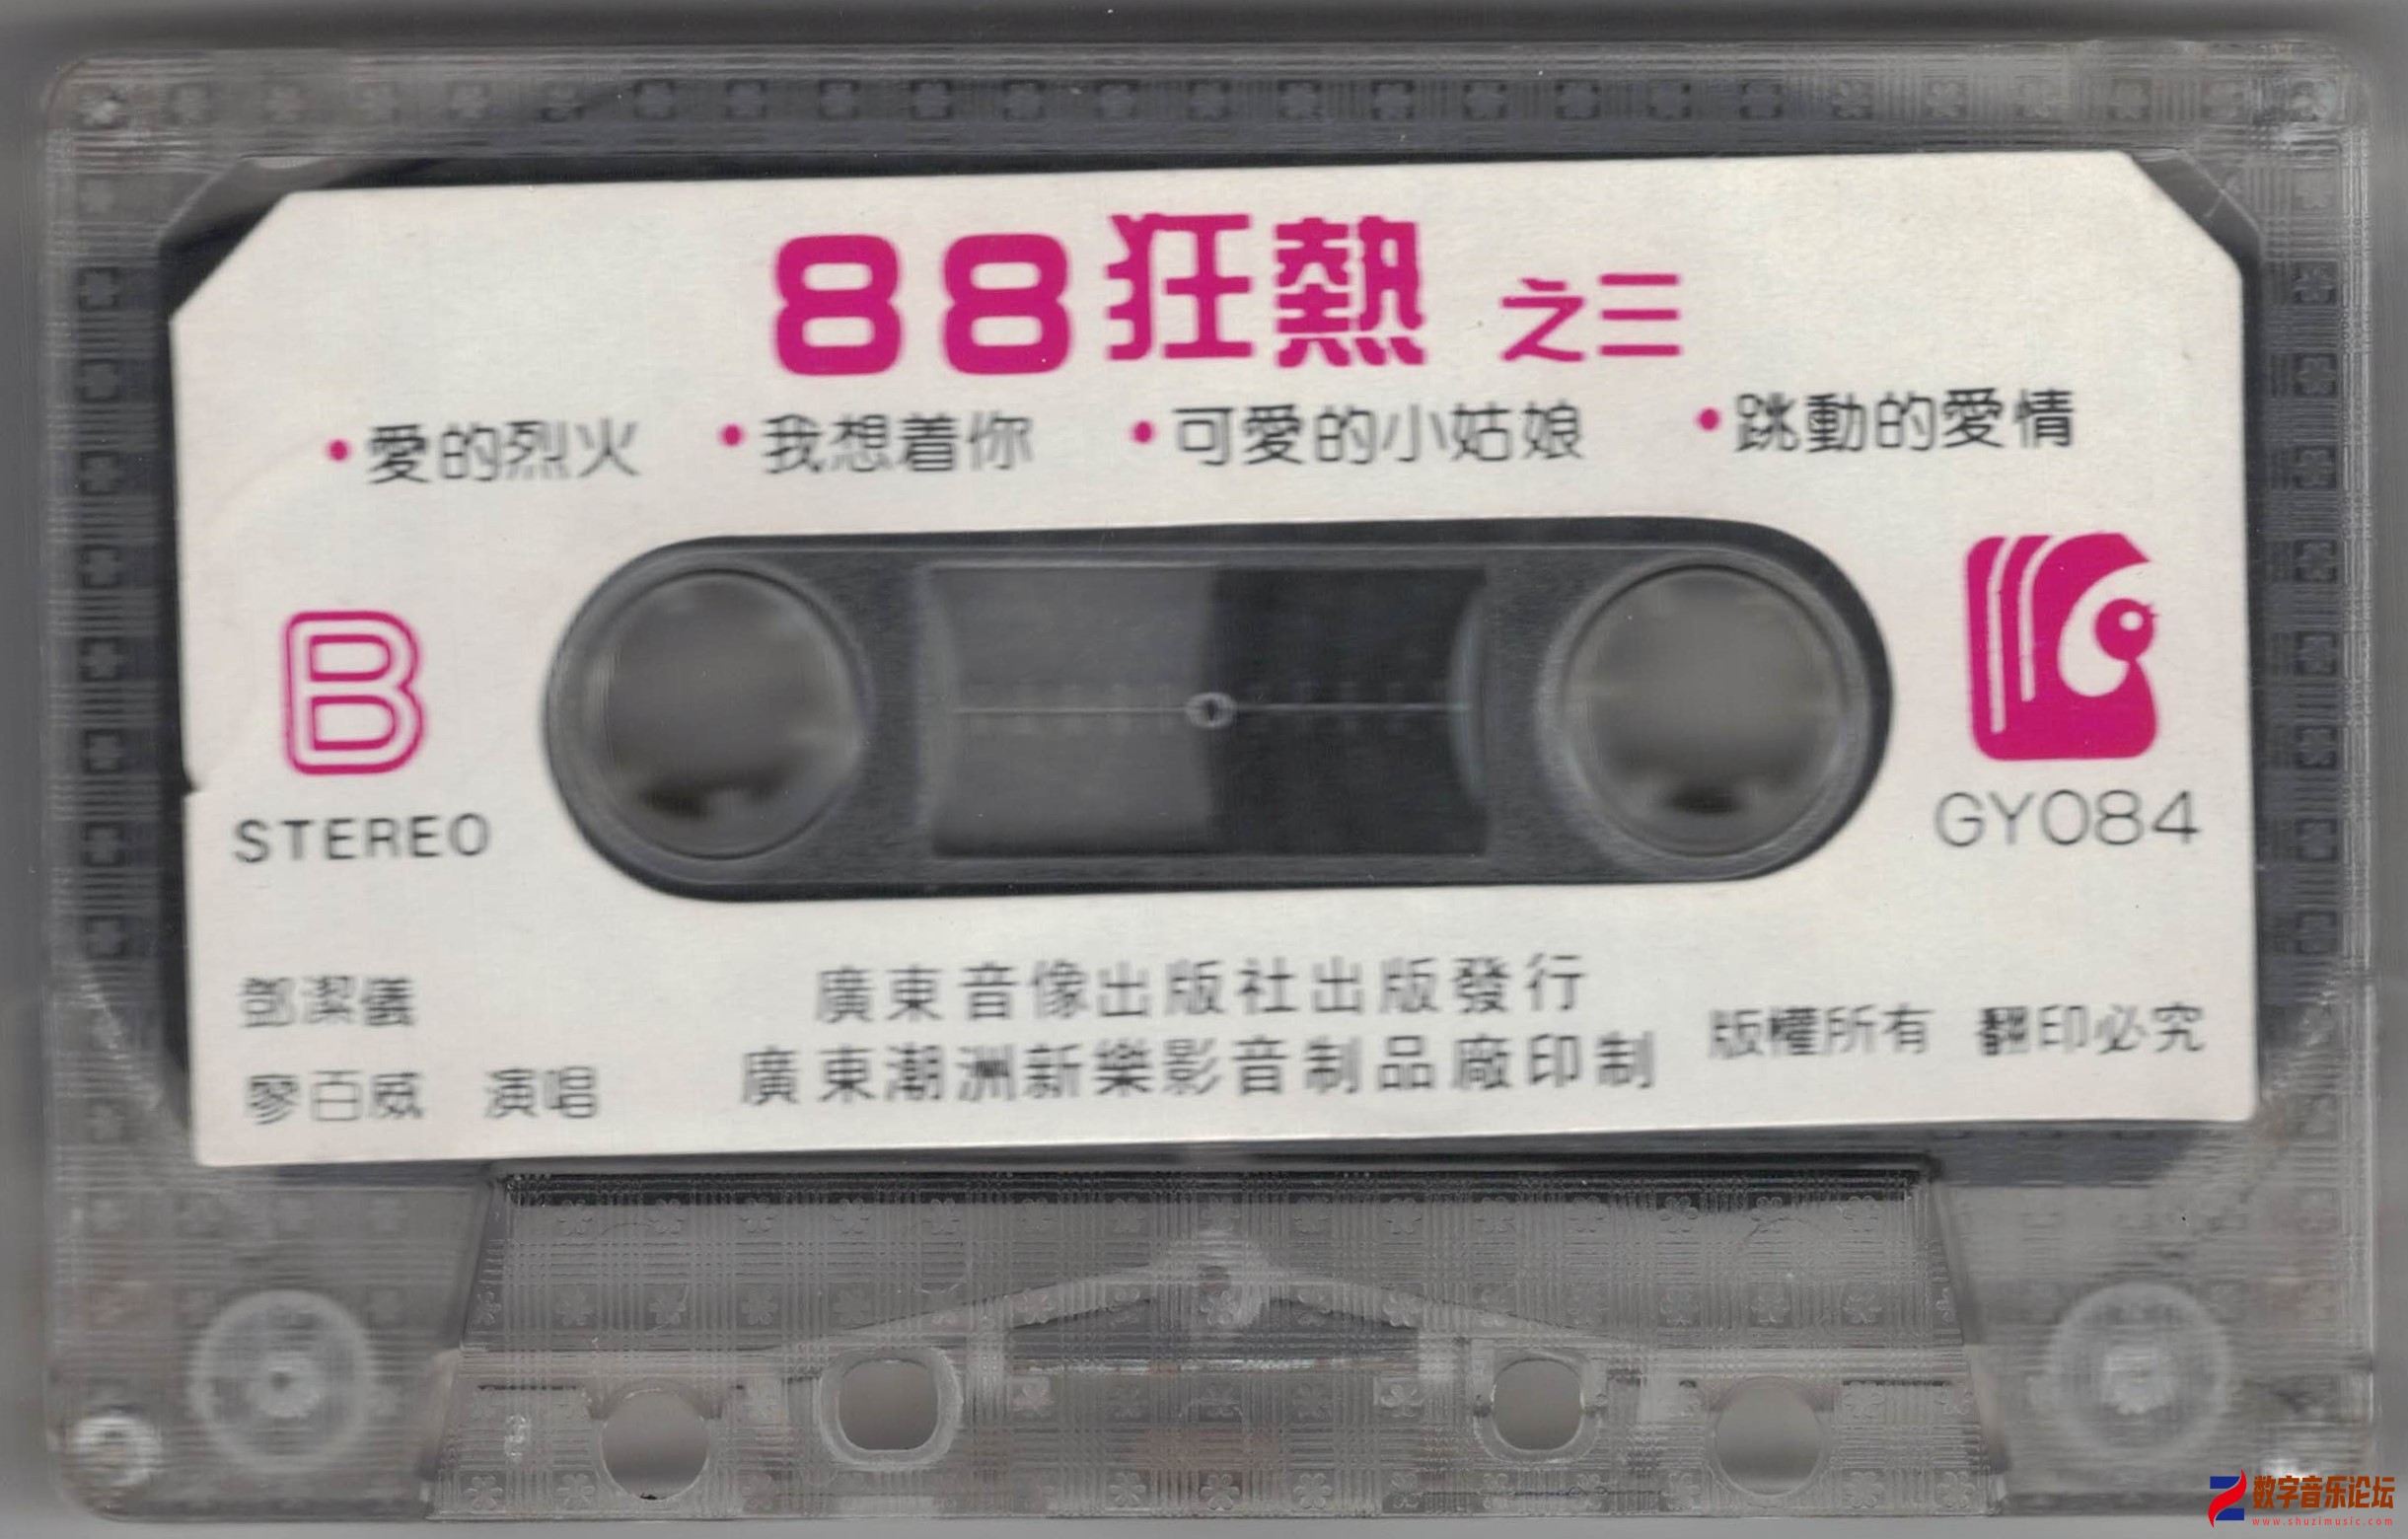 88狂熱 之三
•愛的烈火 •我想着你 •可愛的小姑娘 •跳動的愛情
B
STEREO
GY084
鄧潔儀
廖百威 演唱
廣東音像出版社出版發行
廣東潮洲新樂影音制品廠印制
版權所有 翻印必究
数字音乐论坛
www.shuzimusic.com